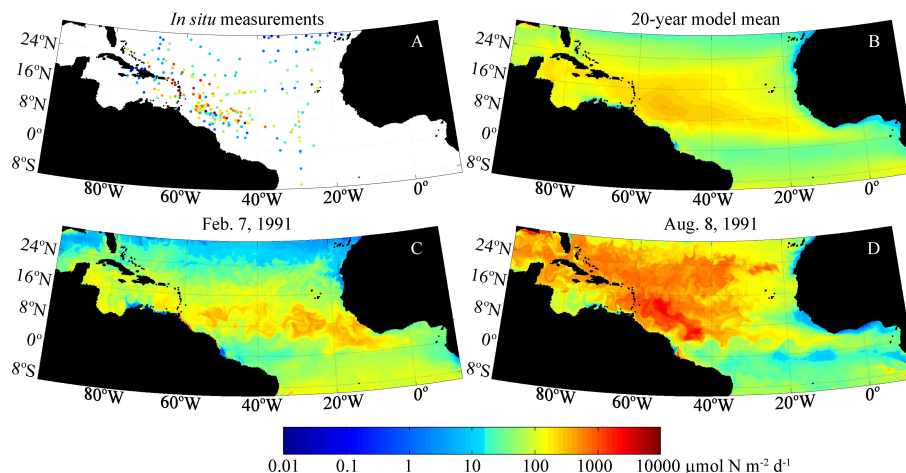 In situ measurements
20-year model mean
A
B
24°N
16°N
8°N
0°
8°S
80°W
60°W
40°W
20°W
0°
24°N
16°N
8°N
0°
8°S
80°W
60°W
40°W
20°W
0°
Feb. 7, 1991
Aug. 8, 1991
C
D
24°N
16°N
8°N
0°
8°S
80°W
60°W
40°W
20°W
0°
24°N
16°N
8°N
0°
8°S
80°W
60°W
40°W
20°W
0°
0.01 0.1 1 10 100 1000 10000 μmol N m⁻² d⁻¹